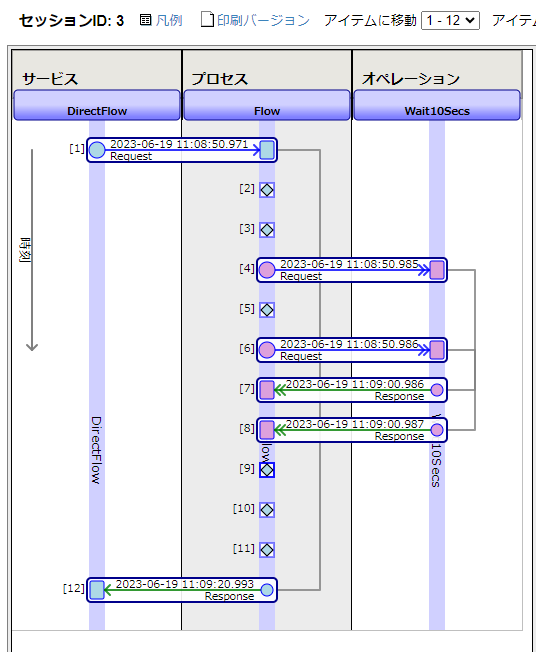 セッションID: 3 凡例 印刷バージョン アイテムに移動 1 - 12 アイテ
サービス プロセス オペレーション
DirectFlow Flow Wait10Secs
[1] 2023-06-19 11:08:50.971
Request
[2]
[3]
時刻
[4] 2023-06-19 11:08:50.985
Request
[5]
[6] 2023-06-19 11:08:50.986
Request
[7] 2023-06-19 11:09:00.986
Response
[8] 2023-06-19 11:09:00.987
Response
DirectFlow
[9]
[10]
[11]
[12] 2023-06-19 11:09:20.993
Response